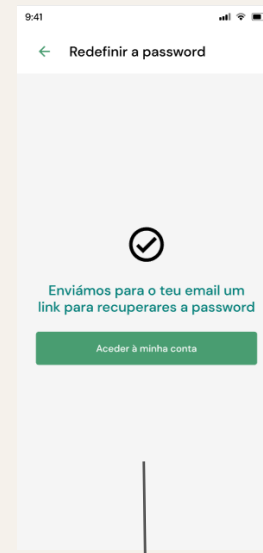 9:41
Redefinir a password
Enviámos para o teu email um
link para recuperares a password
Aceder à minha conta